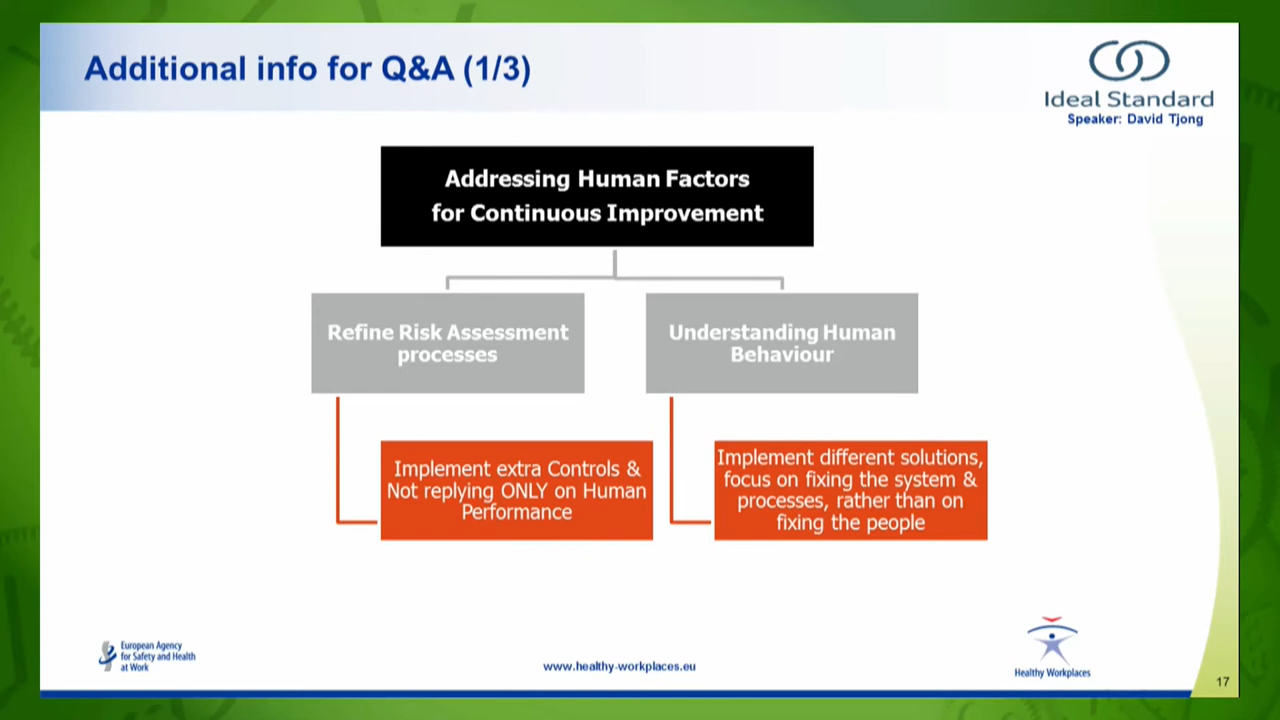 Additional info for Q&A (1/3)
Ideal Standard
Speaker: David Tjong
Addressing Human Factors
for Continuous Improvement
Refine Risk Assessment
processes
Understanding Human
Behaviour
Implement extra Controls &
Not replying ONLY on Human
Performance
Implement different solutions,
focus on fixing the system &
processes, rather than on
fixing the people
European Agency
for Safety and Health
at Work
www.healthy-workplaces.eu
Healthy Workplaces
17